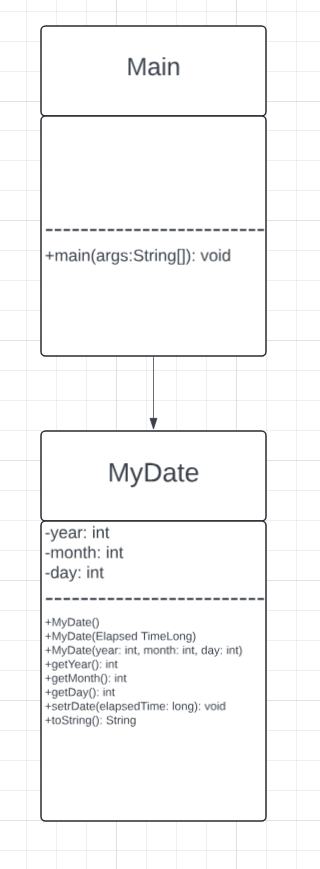 Main
+main(args:String[]): void
MyDate
-year: int
-month: int
-day: int
+MyDate()
+MyDate(Elapsed TimeLong)
+MyDate(year: int, month: int, day: int)
+getYear(): int
+getMonth(): int
+getDay(): int
+setrDate(elapsedTime: long): void
+toString(): String